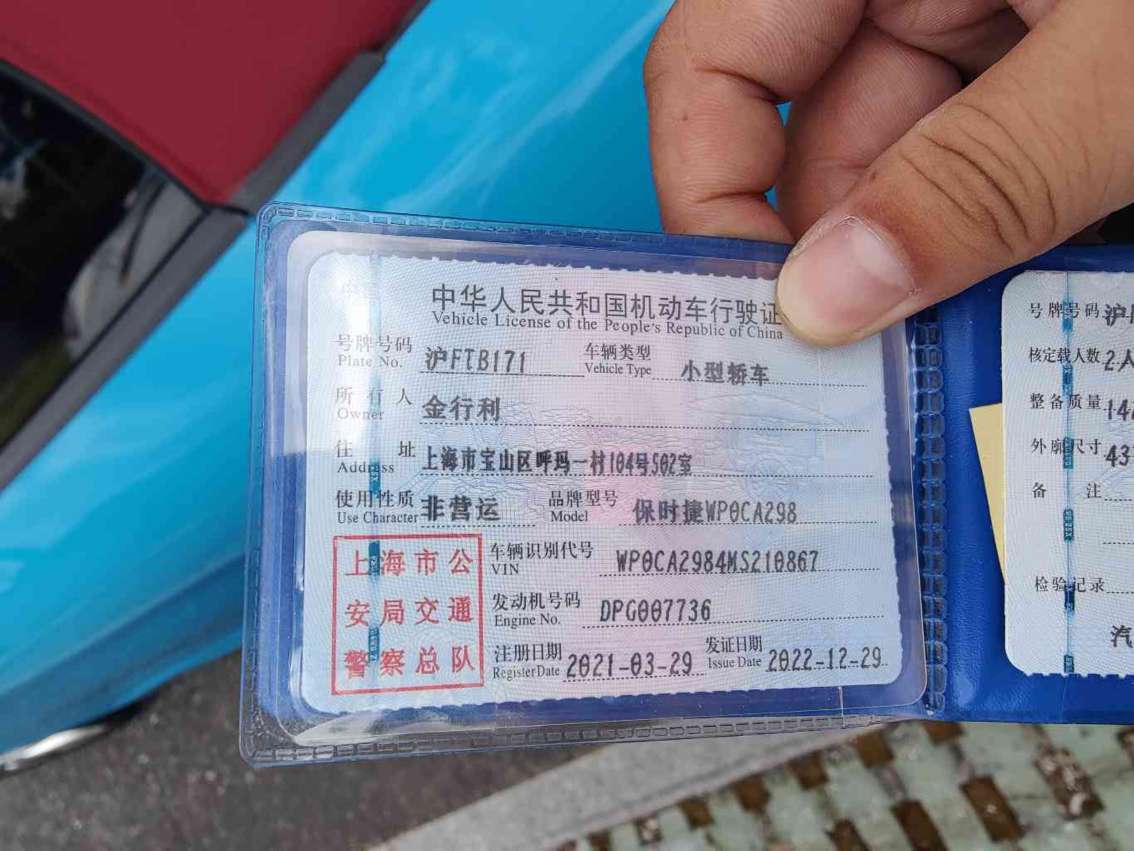 中华人民共和国机动车行驶证
Vehicle License of the People's Republic of China
号牌号码 沪FTB171 车辆类型 小型轿车
Plate No. Vehicle Type
所有人 金行利
Owner
住址 上海市宝山区呼玛一村104号502室
Address
使用性质 非营运 品牌型号 保时捷WP0CA298
Use Character Model
上海市公
安局交通
警察总队
车辆识别代号 WP0CA2984MS210867
VIN
发动机号码 DPG007736
Engine No.
注册日期 2021-03-29 发证日期 2022-12-29
Register Date Issue Date
号牌号码 沪
核定载人数 2人
整备质量 14
外廓尺寸 43
备注
检验记录
汽